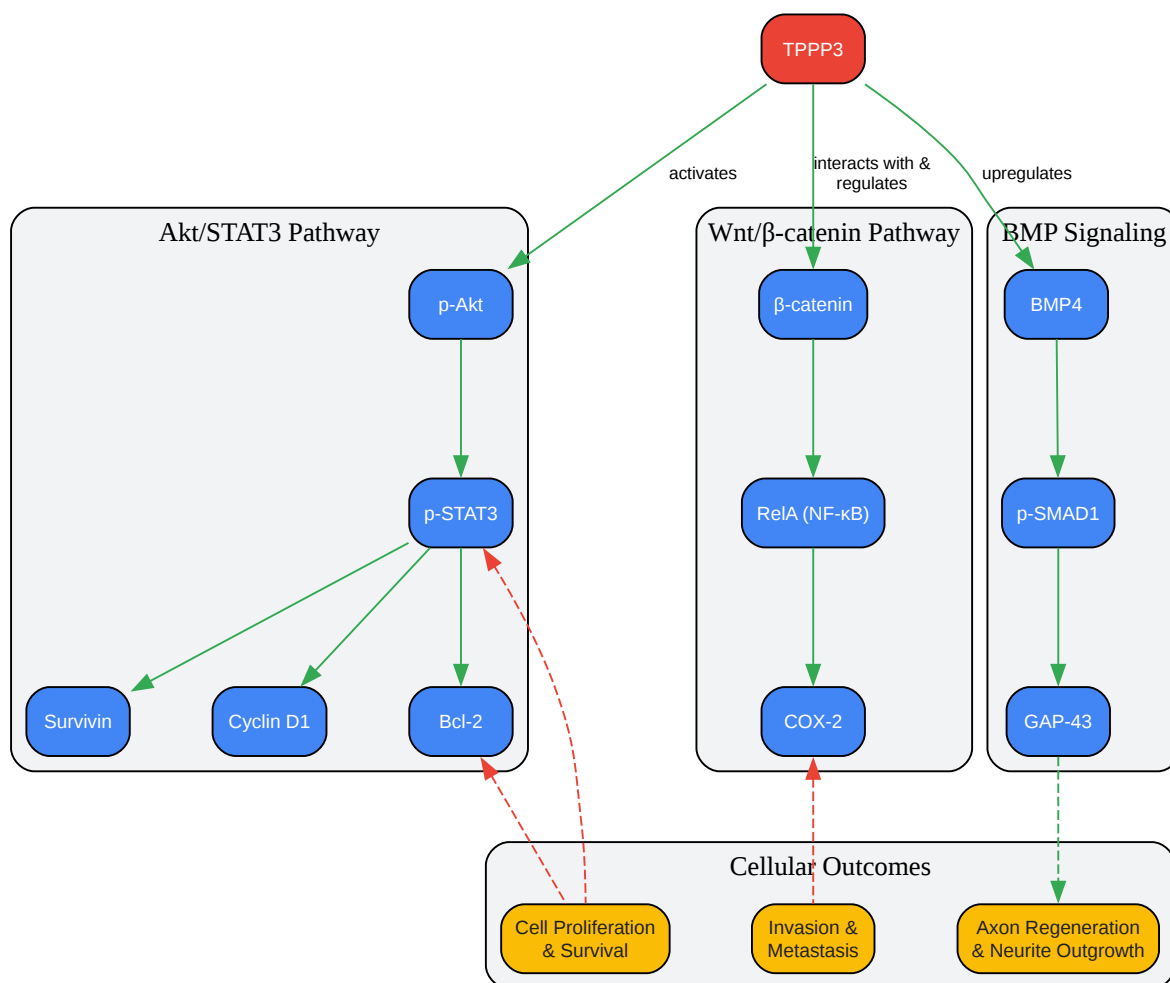 TPPP3
activates
interacts with &
regulates
upregulates
Akt/STAT3 Pathway
Wnt/β-catenin Pathway
BMP Signaling
p-Akt
β-catenin
BMP4
p-STAT3
RelA (NF-κB)
p-SMAD1
Survivin
Cyclin D1
Bcl-2
COX-2
GAP-43
Cellular Outcomes
Cell Proliferation
& Survival
Invasion &
Metastasis
Axon Regeneration
& Neurite Outgrowth